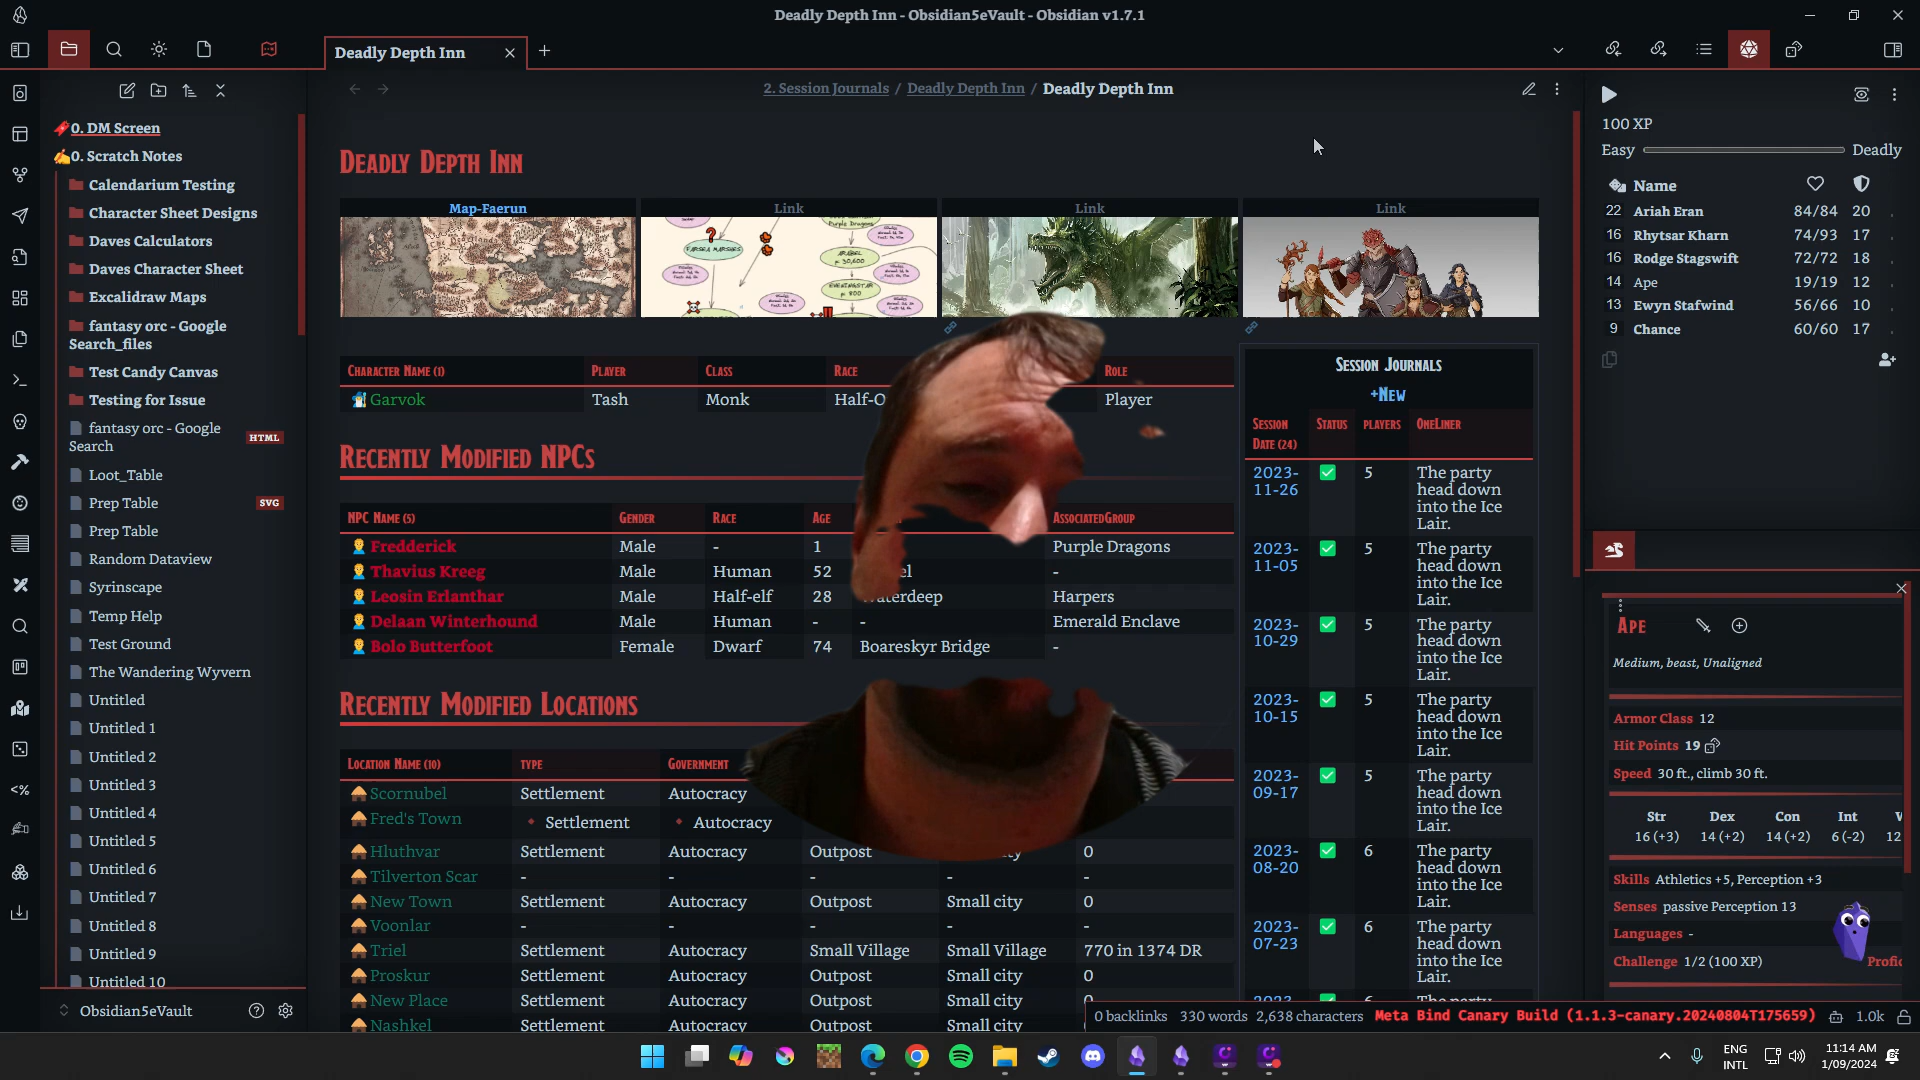 Deadly Depth Inn - Obsidian5eVault - Obsidian v1.7.1
Deadly Depth Inn
2. Session Journals / Deadly Depth Inn / Deadly Depth Inn
0. DM Screen
0. Scratch Notes
Calendarium Testing
Character Sheet Designs
Daves Calculators
Daves Character Sheet
Excalidraw Maps
fantasy orc - Google
Search_files
Test Candy Canvas
Testing for Issue
fantasy orc - Google
Search
HTML
Loot_Table
Prep Table
SVG
Prep Table
Random Dataview
Syrinscape
Temp Help
Test Ground
The Wandering Wyvern
Untitled
Untitled 1
Untitled 2
Untitled 3
Untitled 4
Untitled 5
Untitled 6
Untitled 7
Untitled 8
Untitled 9
Untitled 10
Obsidian5eVault
Deadly Depth Inn
Map-Faerun Link Link Link
Character Name (1) Player Class Race Role
Garvok Tash Monk Half-O Player
Recently Modified NPCs
NPC Name (5) Gender Race Age AssociatedGroup
Fredderick Male - 1 Purple Dragons
Thavius Kreeg Male Human 52 -
Leosin Erlanthar Male Half-elf 28 Waterdeep Harpers
Delaan Winterhound Male Human - - Emerald Enclave
Bolo Butterfoot Female Dwarf 74 Boareskyr Bridge -
Recently Modified Locations
Location Name (10) type Government
Scornubel Settlement Autocracy
Fred's Town Settlement Autocracy
Hluthvar Settlement Autocracy Outpost 0
Tilverton Scar - - - - -
New Town Settlement Autocracy Outpost Small city 0
Voonlar - - - - -
Triel Settlement Autocracy Small Village Small Village 770 in 1374 DR
Proskur Settlement Autocracy Outpost Small city 0
New Place Settlement Autocracy Outpost Small city 0
Nashkel Settlement Autocracy Outpost Small city
Session Journals
+New
Session
Date (24) Status players OneLiner
2023-
11-26 5 The party
head down
into the Ice
Lair.
2023-
11-05 5 The party
head down
into the Ice
Lair.
2023-
10-29 5 The party
head down
into the Ice
Lair.
2023-
10-15 5 The party
head down
into the Ice
Lair.
2023-
09-17 5 The party
head down
into the Ice
Lair.
2023-
08-20 6 The party
head down
into the Ice
Lair.
2023-
07-23 6 The party
head down
into the Ice
Lair.
100 XP
Easy Deadly
Name
22 Ariah Eran 84/84 20
16 Rhytsar Kharn 74/93 17
16 Rodge Stagswift 72/72 18
14 Ape 19/19 12
13 Ewyn Stafwind 56/66 10
9 Chance 60/60 17
Ape
Medium, beast, Unaligned
Armor Class 12
Hit Points 19
Speed 30 ft., climb 30 ft.
Str Dex Con Int
16 (+3) 14 (+2) 14 (+2) 6 (-2) 12
Skills Athletics +5, Perception +3
Senses passive Perception 13
Languages -
Challenge 1/2 (100 XP) Profic
0 backlinks 330 words 2,638 characters Meta Bind Canary Build (1.1.3-canary.20240804T175659) 1.0k
ENG
INTL
11:14 AM
1/09/2024